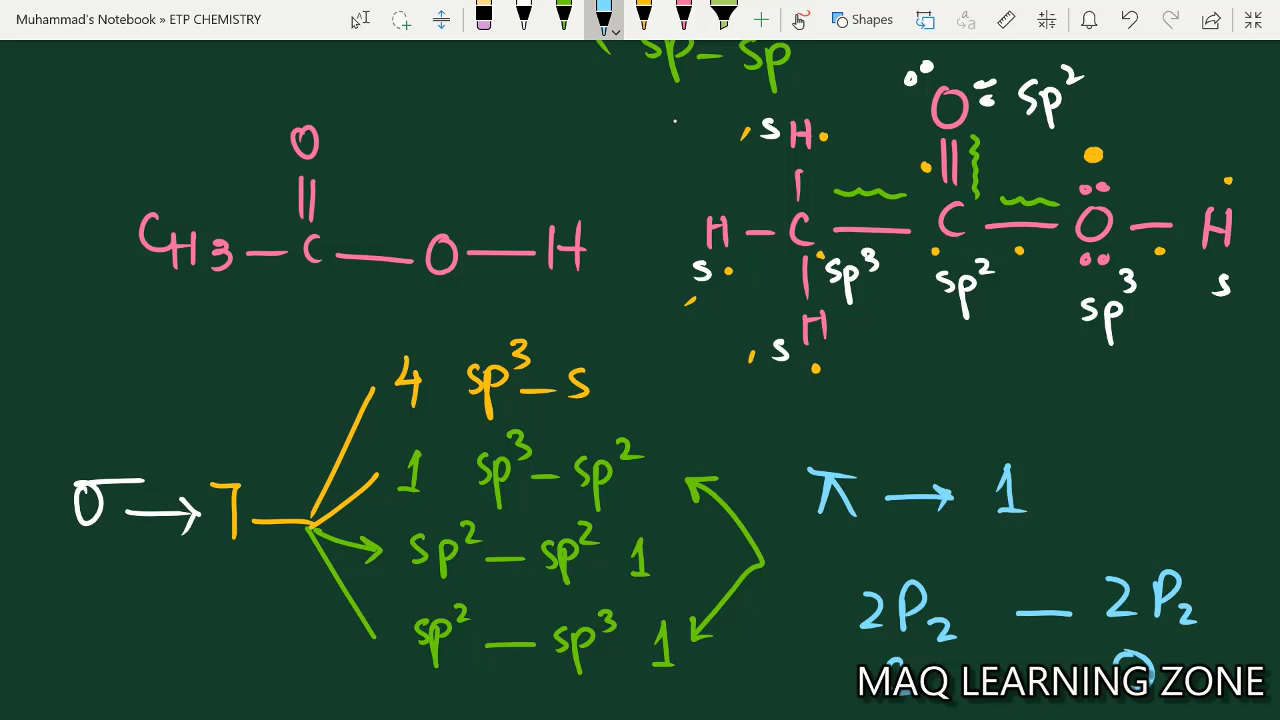 Muhammad's Notebook » ETP CHEMISTRY
Shapes
sp – sp
O
||
CH3 — C — O — H
O sp²
s H
||
H — C — C — O — H
s sp³ sp² sp³ s
H
s
4 sp³ – s
1 sp³ – sp²
σ → 7
sp² — sp² 1
sp² — sp³ 1
π → 1
2P₂ — 2P₂
MAQ LEARNING ZONE